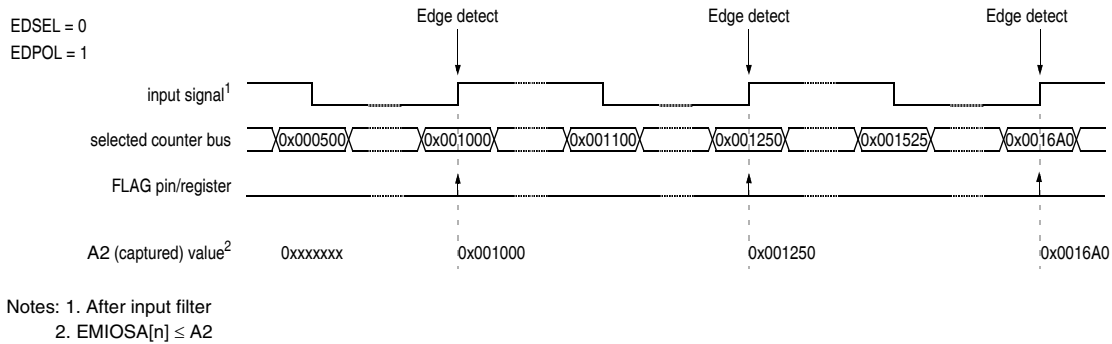 Edge detect Edge detect Edge detect
EDSEL = 0
EDPOL = 1
input signal1
selected counter bus 0x000500 0x001000 0x001100 0x001250 0x001525 0x0016A0
FLAG pin/register
A2 (captured) value2 0xxxxxxx 0x001000 0x001250 0x0016A0
Notes: 1. After input filter
2. EMIOSA[n] ≤ A2